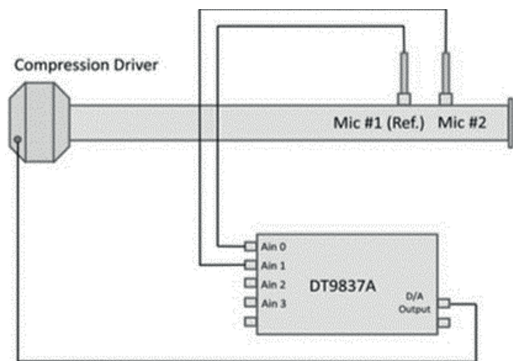 Compression Driver
Mic #1 (Ref.) Mic #2
Ain 0
Ain 1
Ain 2
Ain 3
DT9837A
D/A
Output